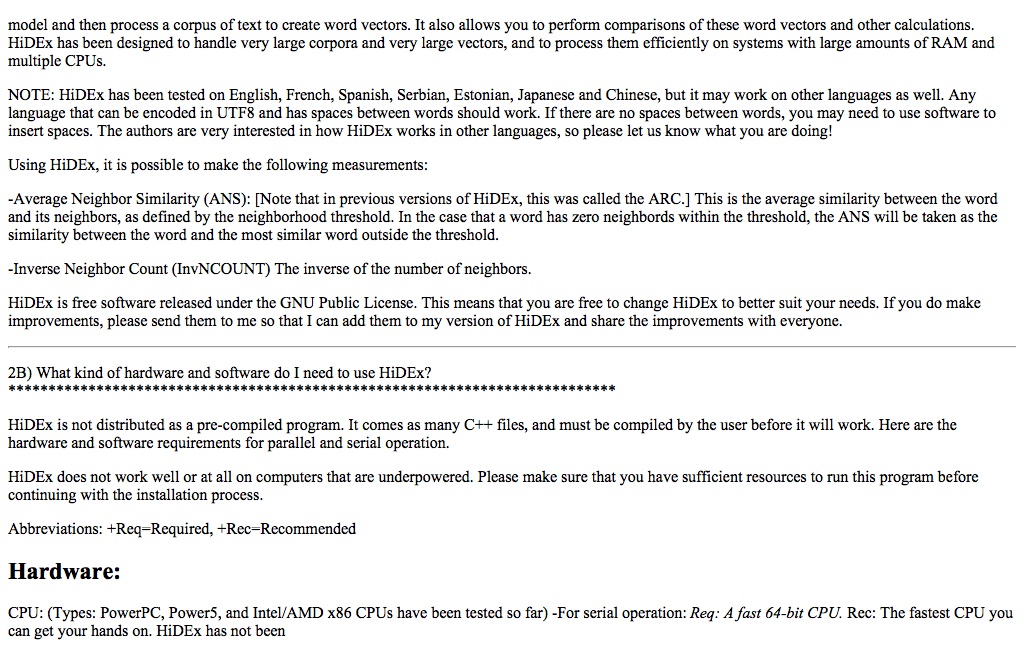 model and then process a corpus of text to create word vectors. It also allows you to perform comparisons of these word vectors and other calculations.
HiDEx has been designed to handle very large corpora and very large vectors, and to process them efficiently on systems with large amounts of RAM and
multiple CPUs.
NOTE: HiDEx has been tested on English, French, Spanish, Serbian, Estonian, Japanese and Chinese, but it may work on other languages as well. Any
language that can be encoded in UTF8 and has spaces between words should work. If there are no spaces between words, you may need to use software to
insert spaces. The authors are very interested in how HiDEx works in other languages, so please let us know what you are doing!
Using HiDEx, it is possible to make the following measurements:
-Average Neighbor Similarity (ANS): [Note that in previous versions of HiDEx, this was called the ARC.] This is the average similarity between the word
and its neighbors, as defined by the neighborhood threshold. In the case that a word has zero neighbords within the threshold, the ANS will be taken as the
similarity between the word and the most similar word outside the threshold.
-Inverse Neighbor Count (InvNCOUNT) The inverse of the number of neighbors.
HiDEx is free software released under the GNU Public License. This means that you are free to change HiDEx to better suit your needs. If you do make
improvements, please send them to me so that I can add them to my version of HiDEx and share the improvements with everyone.
2B) What kind of hardware and software do I need to use HiDEx?
****************************************************************************
HiDEx is not distributed as a pre-compiled program. It comes as many C++ files, and must be compiled by the user before it will work. Here are the
hardware and software requirements for parallel and serial operation.
HiDEx does not work well or at all on computers that are underpowered. Please make sure that you have sufficient resources to run this program before
continuing with the installation process.
Abbreviations: +Req=Required, +Rec=Recommended
Hardware:
CPU: (Types: PowerPC, Power5, and Intel/AMD x86 CPUs have been tested so far) -For serial operation: Req: A fast 64-bit CPU. Rec: The fastest CPU you
can get your hands on. HiDEx has not been